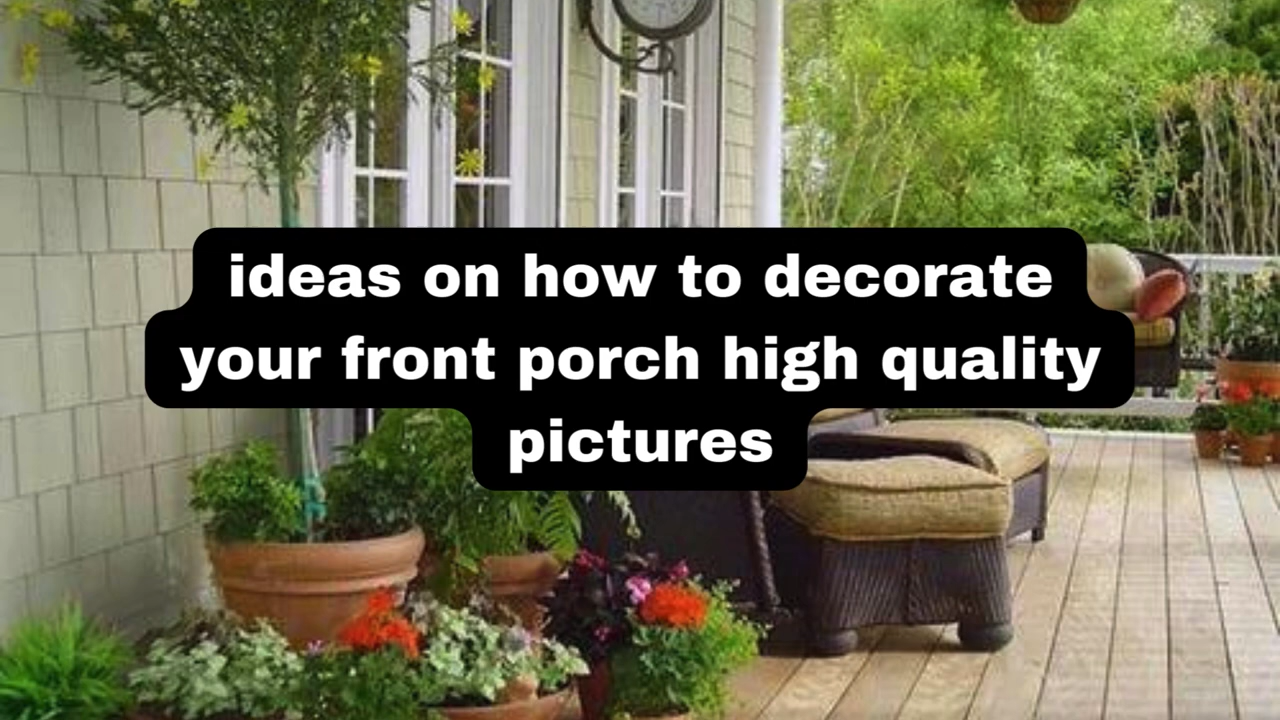 ideas on how to decorate
your front porch high quality
pictures